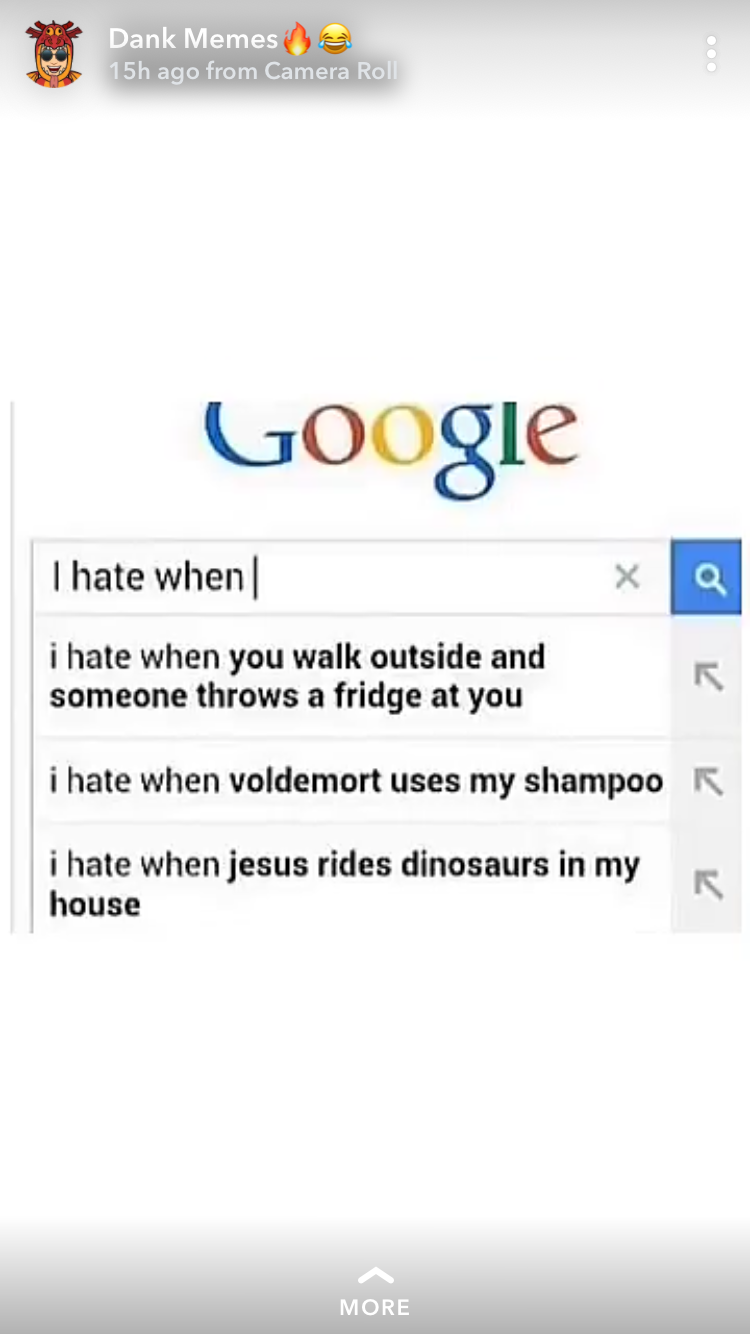 Dank Memes🔥😂
15h ago from Camera Roll
Google
I hate when
i hate when you walk outside and
someone throws a fridge at you
i hate when voldemort uses my shampoo
i hate when jesus rides dinosaurs in my
house
MORE